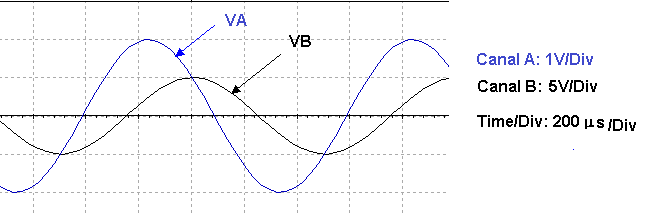 VA
VB
Canal A: 1V/Div
Canal B: 5V/Div
Time/Div: 200 µs/Div